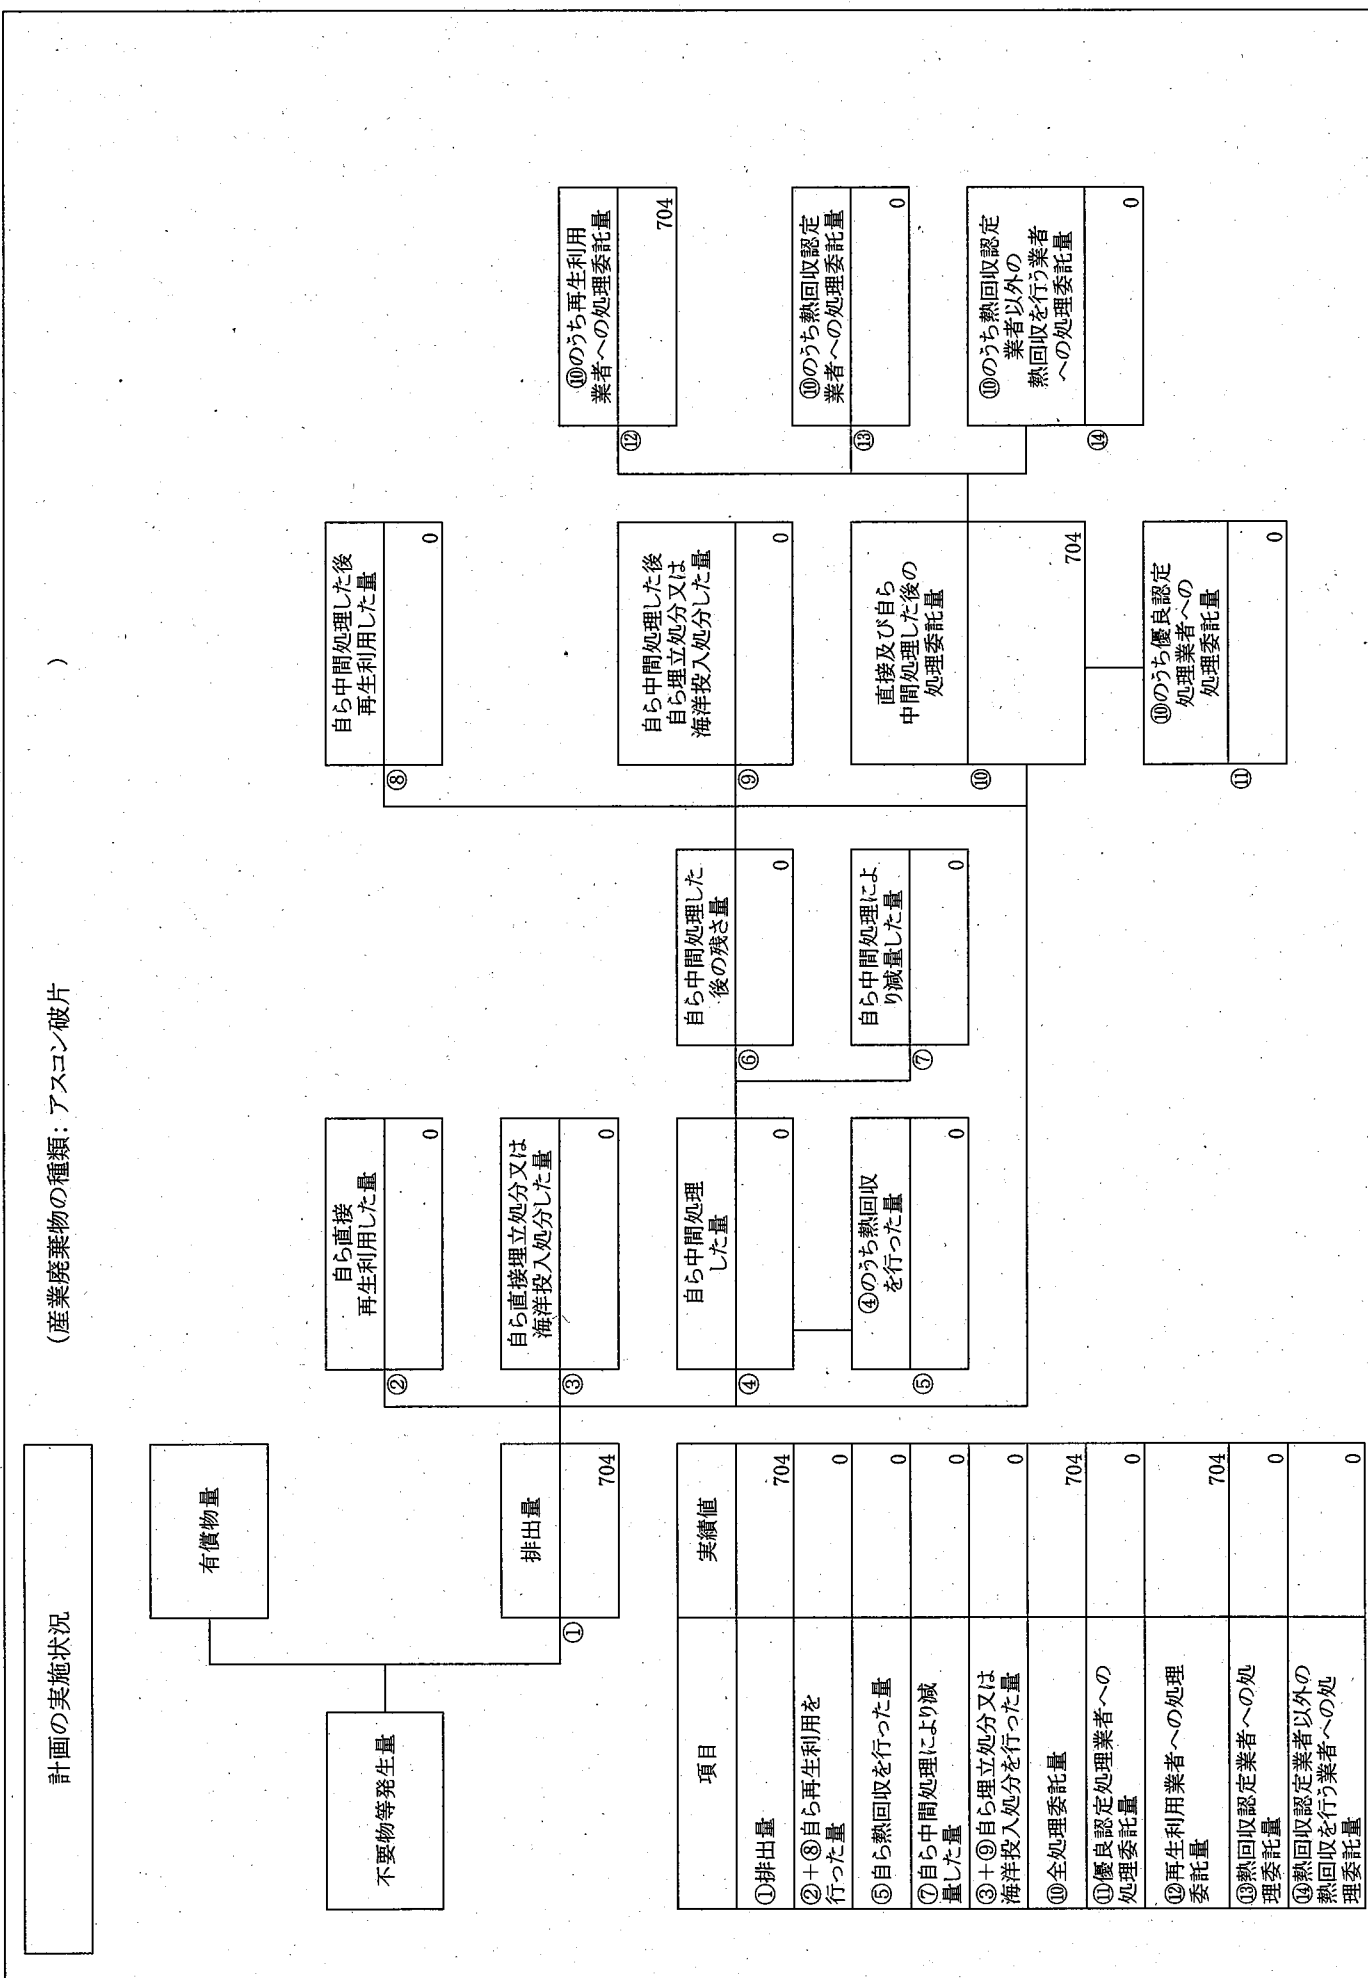 計画の実施状況
(産業廃棄物の種類: アスコン破片
)
不要物等発生量
有償物量
①
排出量
704
②
自ら直接
再生利用した量
0
③
自ら直接埋立処分又は
海洋投入処分した量
0
④
自ら中間処理
した量
0
⑤
④のうち熱回収
を行った量
0
⑥
自ら中間処理した
後の残さ量
0
⑦
自ら中間処理によ
り減量した量
0
⑧
自ら中間処理した後
再生利用した量
0
⑨
自ら中間処理した後
自ら埋立処分又は
海洋投入処分した量
0
⑩
直接及び自ら
中間処理した後の
処理委託量
704
⑪
⑩のうち優良認定
処理業者への
処理委託量
0
⑫
⑩のうち再生利用
業者への処理委託量
704
⑬
⑩のうち熱回収認定
業者への処理委託量
0
⑭
⑩のうち熱回収認定
業者以外の
熱回収を行う業者
への処理委託量
0
項目 実績値
①排出量 704
②+⑧自ら再生利用を
行った量 0
⑤自ら熱回収を行った量 0
⑦自ら中間処理により減
量した量 0
③+⑨自ら埋立処分又は
海洋投入処分を行った量 0
⑩全処理委託量 704
⑪優良認定処理業者への
処理委託量 0
⑫再生利用業者への処理
委託量 704
⑬熱回収認定業者への処
理委託量 0
⑭熱回収認定業者以外の
熱回収を行う業者への処
理委託量 0